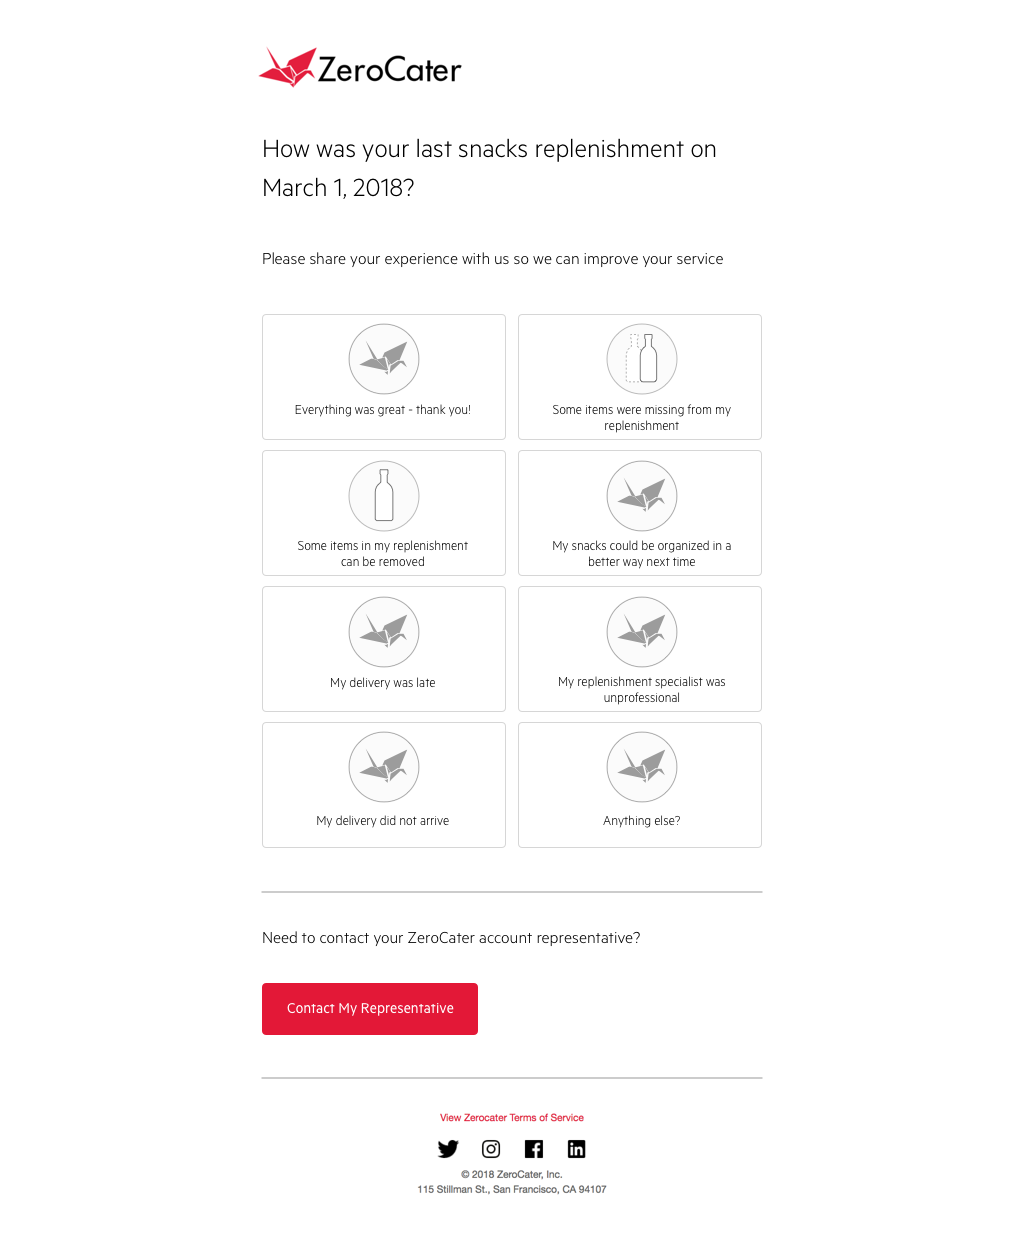 ZeroCater
How was your last snacks replenishment on
March 1, 2018?
Please share your experience with us so we can improve your service
Everything was great - thank you!
Some items were missing from my
replenishment
Some items in my replenishment
can be removed
My snacks could be organized in a
better way next time
My delivery was late
My replenishment specialist was
unprofessional
My delivery did not arrive
Anything else?
Need to contact your ZeroCater account representative?
Contact My Representative
View Zerocater Terms of Service
© 2018 ZeroCater, Inc.
115 Stillman St., San Francisco, CA 94107